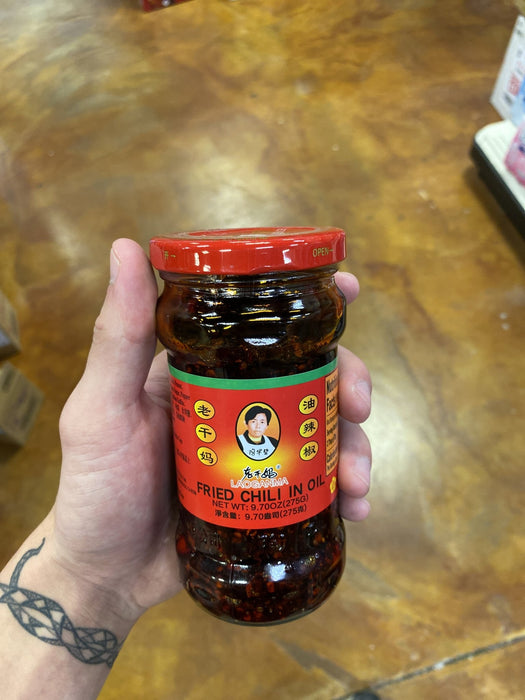 OPEN
老干妈
油辣椒
陶华碧
老干妈
LAOGANMA
FRIED CHILI IN OIL
NET WT: 9.70OZ(275G)
淨含量: 9.70盎司(275克)